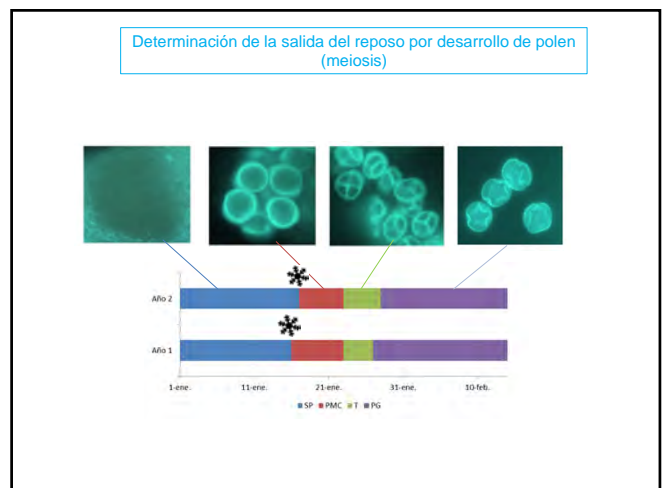 Determinación de la salida del reposo por desarrollo de polen
(meiosis)
Año 2
Año 1
1-ene. 11-ene. 21-ene. 31-ene. 10-feb.
SP PMC T PG